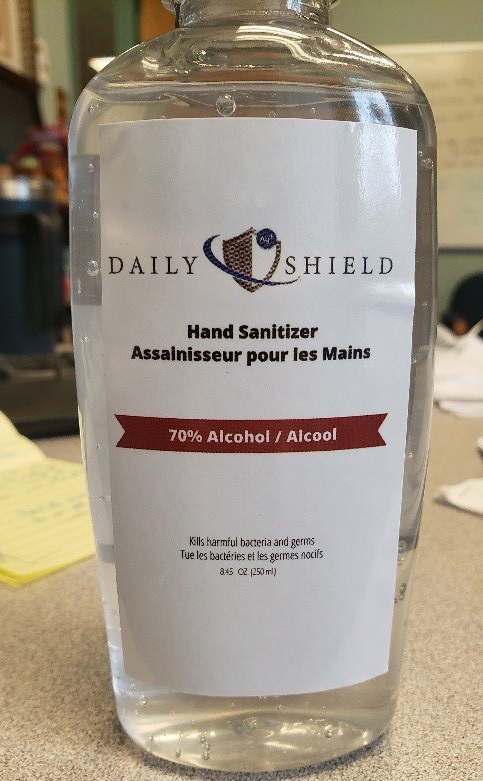 DAILY SHIELD
Hand Sanitizer
Assainisseur pour les Mains
70% Alcohol / Alcool
Kills harmful bacteria and germs
Tue les bactéries et les germes nocifs
8.45 OZ. (250 ml)